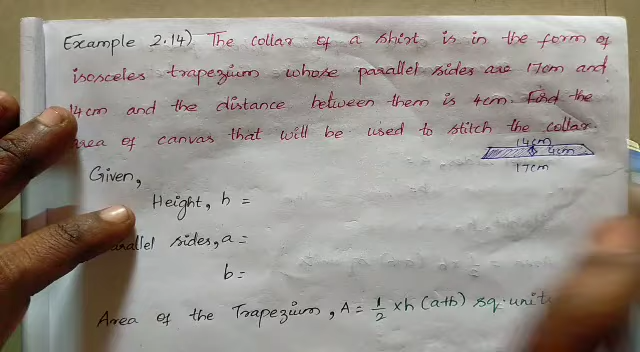 Example 2.14) The collar of a shirt is in the form of
isosceles trapezium whose parallel sides are 17cm and
14cm and the distance between them is 4cm. Find the
area of canvas that will be used to stitch the collar.
14cm
4cm
17cm
Given,
Height, h =
Parallel sides, a =
b =
Area of the Trapezium, A = 1/2 x h (a+b) sq. unit